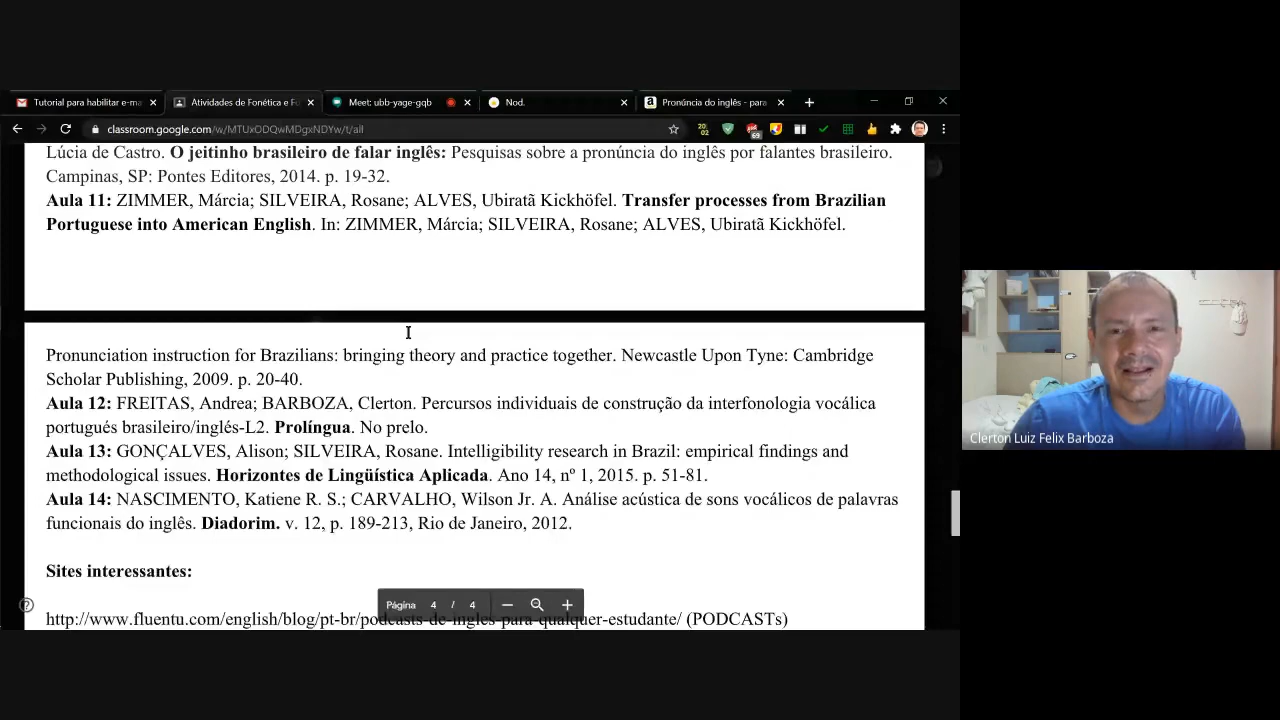 Tutorial para habilitar e-ma
Atividades de Fonética e Fo
Meet: ubb-yage-gqb
Nod.
Pronúncia do inglês - para
classroom.google.com/w/MTUxODQwMDgxNDYw/t/all
20
02
69
Lúcia de Castro. O jeitinho brasileiro de falar inglês: Pesquisas sobre a pronúncia do inglês por falantes brasileiro.
Campinas, SP: Pontes Editores, 2014. p. 19-32.
Aula 11: ZIMMER, Márcia; SILVEIRA, Rosane; ALVES, Ubiratã Kickhöfel. Transfer processes from Brazilian
Portuguese into American English. In: ZIMMER, Márcia; SILVEIRA, Rosane; ALVES, Ubiratã Kickhöfel.
Pronunciation instruction for Brazilians: bringing theory and practice together. Newcastle Upon Tyne: Cambridge
Scholar Publishing, 2009. p. 20-40.
Aula 12: FREITAS, Andrea; BARBOZA, Clerton. Percursos individuais de construção da interfonologia vocálica
portugués brasileiro/inglés-L2. Prolíngua. No prelo.
Aula 13: GONÇALVES, Alison; SILVEIRA, Rosane. Intelligibility research in Brazil: empirical findings and
methodological issues. Horizontes de Lingüística Aplicada. Ano 14, nº 1, 2015. p. 51-81.
Aula 14: NASCIMENTO, Katiene R. S.; CARVALHO, Wilson Jr. A. Análise acústica de sons vocálicos de palavras
funcionais do inglês. Diadorim. v. 12, p. 189-213, Rio de Janeiro, 2012.
Sites interessantes:
Página 4 / 4
http://www.fluentu.com/english/blog/pt-br/podcasts-de-ingles-para-qualquer-estudante/ (PODCASTs)
Clerton Luiz Felix Barboza